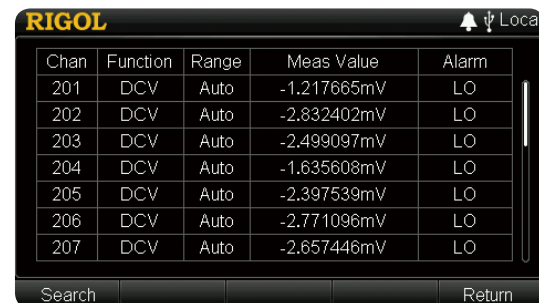 RIGOL Loca
Chan Function Range Meas Value Alarm
201 DCV Auto -1.217665mV LO
202 DCV Auto -2.832402mV LO
203 DCV Auto -2.499097mV LO
204 DCV Auto -1.635608mV LO
205 DCV Auto -2.397539mV LO
206 DCV Auto -2.771096mV LO
207 DCV Auto -2.657446mV LO
Search Return